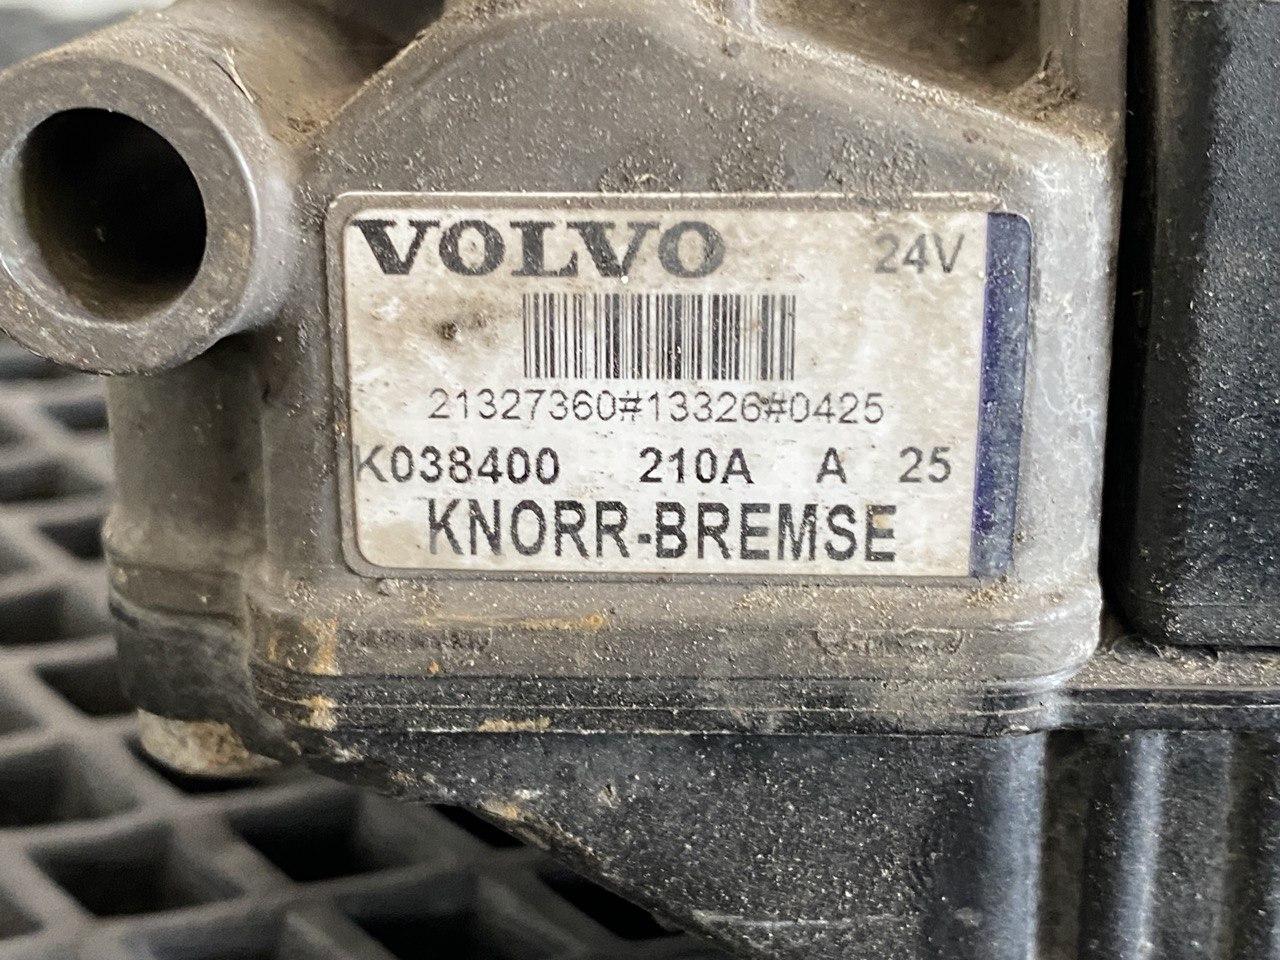 VOLVO 24V
21327360#13326#0425
K038400 210A A 25
KNORR-BREMSE